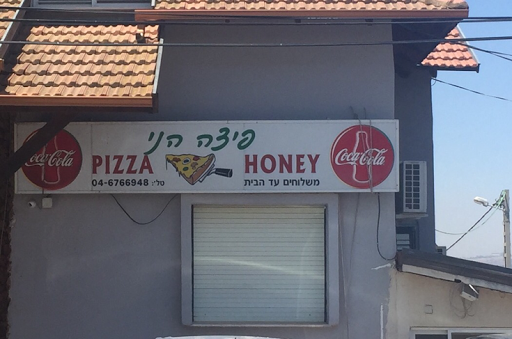 פיצה הני
Coca-Cola PIZZA HONEY Coca-Cola
טל: 04-6766948 משלוחים עד הבית